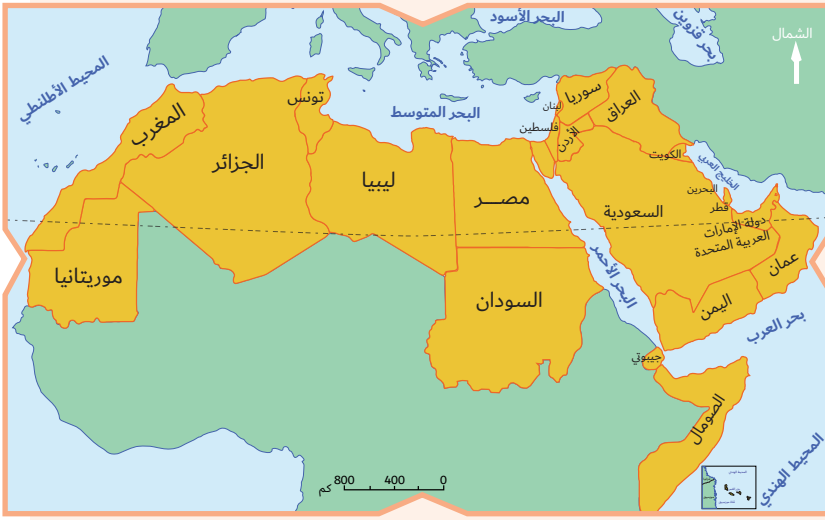 البحر الأسود
بحر قزوين
الشمال
المحيط الأطلنطي
البحر المتوسط
تونس
المغرب
الجزائر
ليبيا
مصــر
لبنان
سوريا
العراق
فلسطين
الأردن
الكويت
الخليج العربي
البحرين
قطر
السعودية
دولة الإمارات
العربية المتحدة
عمان
موريتانيا
السودان
البحر الأحمر
اليمن
بحر العرب
جيبوتي
الصومال
المحيط الهندي
800 400 0
كم